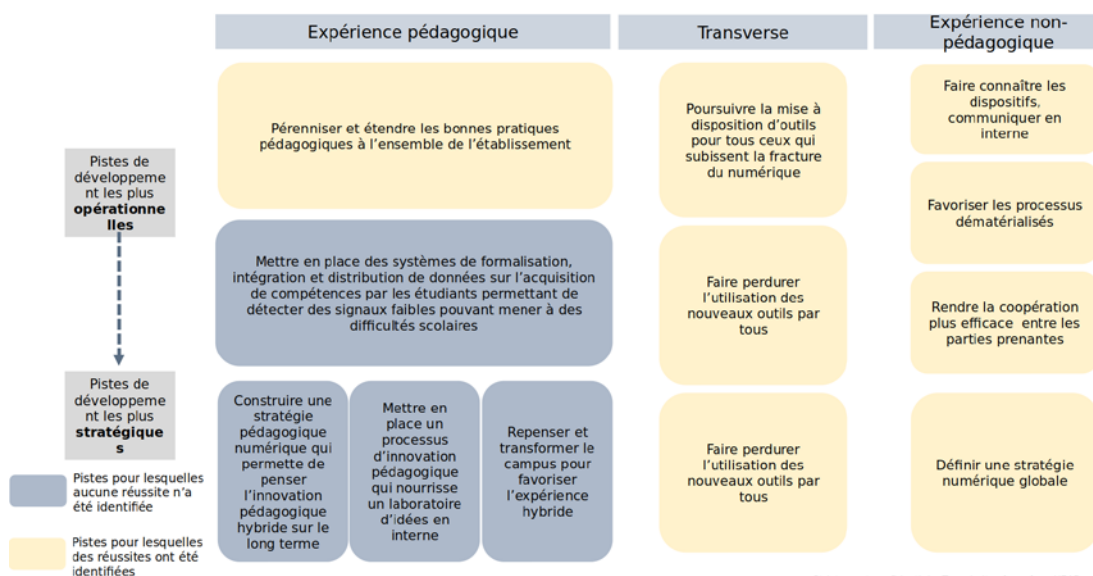 Expérience pédagogique
Transverse
Expérience non-
pédagogique
Pistes de
développeme
nt les plus
opérationne
lles
Pistes de
développeme
nt les plus
stratégique
s
Pistes pour lesquelles
aucune réussite n'a
été identifiée
Pistes pour lesquelles
des réussites ont été
identifiées
Pérenniser et étendre les bonnes pratiques
pédagogiques à l'ensemble de l'établissement
Mettre en place des systèmes de formalisation,
intégration et distribution de données sur l'acquisition
de compétences par les étudiants permettant de
détecter des signaux faibles pouvant mener à des
difficultés scolaires
Construire une
stratégie
pédagogique
numérique qui
permette de
penser
l'innovation
pédagogique
hybride sur le
long terme
Mettre en
place un
processus
d'innovation
pédagogique
qui nourrisse
un laboratoire
d'idées en
interne
Repenser et
transformer le
campus pour
favoriser
l'expérience
hybride
Poursuivre la mise à
disposition d'outils
pour tous ceux qui
subissent la fracture
du numérique
Faire perdurer
l'utilisation des
nouveaux outils par
tous
Faire perdurer
l'utilisation des
nouveaux outils par
tous
Faire connaître les
dispositifs,
communiquer en
interne
Favoriser les processus
dématérialisés
Rendre la coopération
plus efficace entre les
parties prenantes
Définir une stratégie
numérique globale